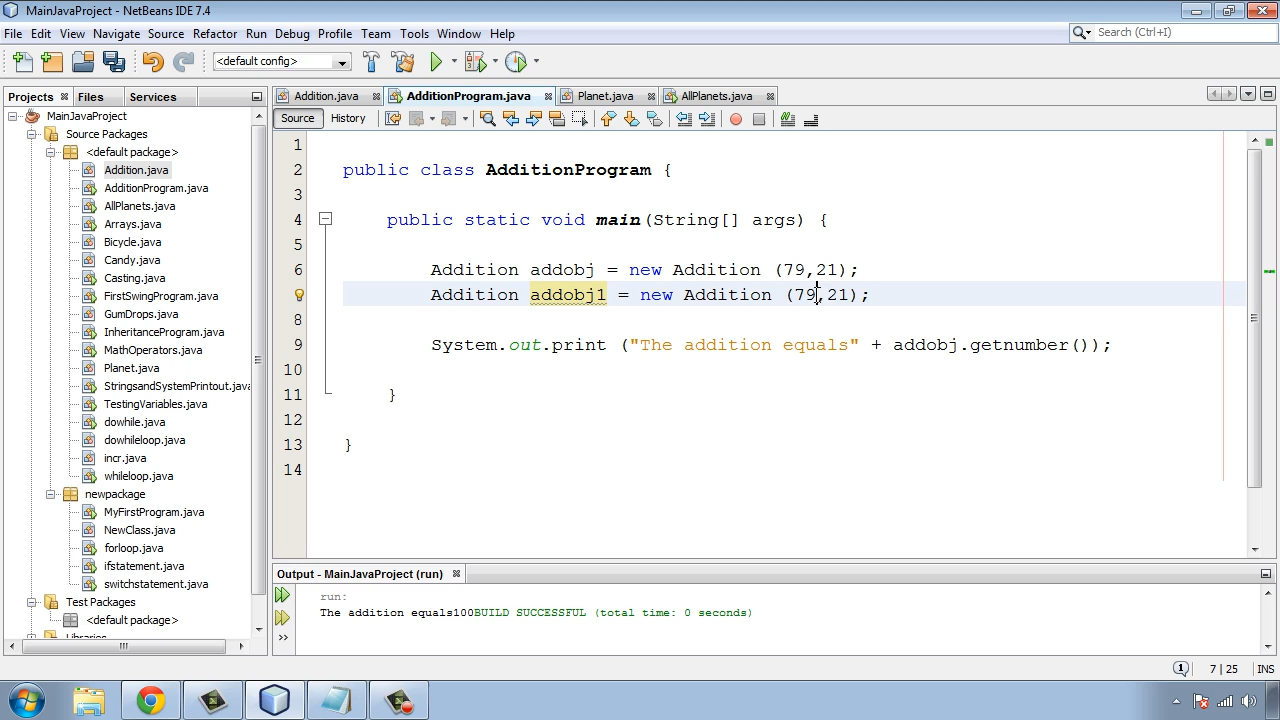 MainJavaProject - NetBeans IDE 7.4
File Edit View Navigate Source Refactor Run Debug Profile Team Tools Window Help
Search (Ctrl+I)
<default config>
Projects Files Services
Addition.java AdditionProgram.java Planet.java AllPlanets.java
Source History
MainJavaProject
Source Packages
<default package>
Addition.java
AdditionProgram.java
AllPlanets.java
Arrays.java
Bicycle.java
Candy.java
Casting.java
FirstSwingProgram.java
GumDrops.java
InheritanceProgram.java
MathOperators.java
Planet.java
StringsandSystemPrintout.java
TestingVariables.java
dowhile.java
dowhileloop.java
incr.java
whileloop.java
newpackage
MyFirstProgram.java
NewClass.java
forloop.java
ifstatement.java
switchstatement.java
Test Packages
<default package>
Libraries
1
2 public class AdditionProgram {
3
4 public static void main(String[] args) {
5
6 Addition addobj = new Addition (79,21);
Addition addobj1 = new Addition (79,21);
8
9 System.out.print ("The addition equals" + addobj.getnumber());
10
11 }
12
13 }
14
Output - MainJavaProject (run)
run:
The addition equals100BUILD SUCCESSFUL (total time: 0 seconds)
1 7 | 25 INS